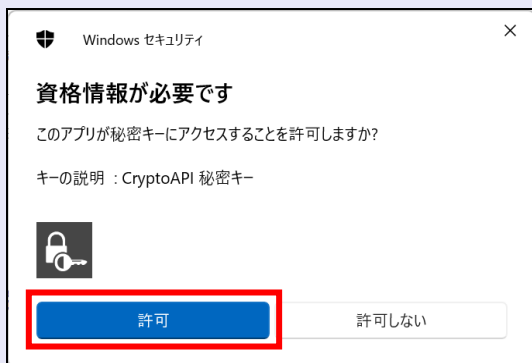 Windows セキュリティ
資格情報が必要です
このアプリが秘密キーにアクセスすることを許可しますか?
キーの説明 : CryptoAPI 秘密キー
許可
許可しない